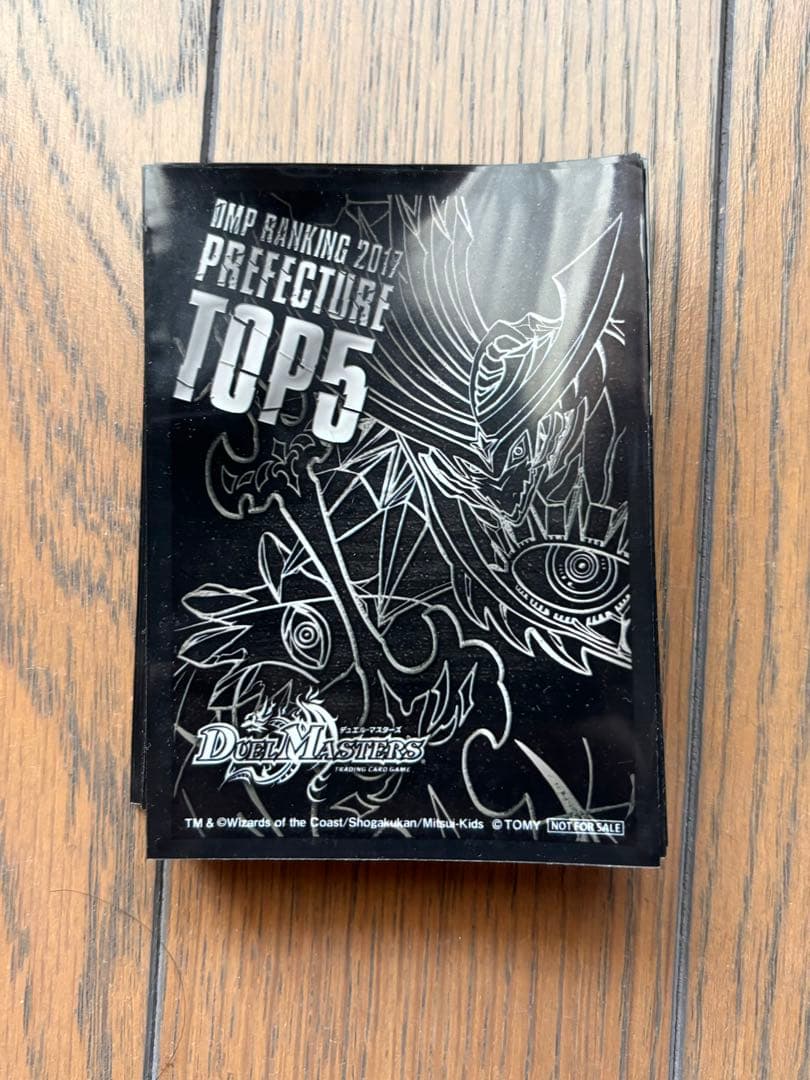 DMP RANKING 2017
PREFECTURE
TOP5
デュエル・マスターズ
DUEL MASTERS
TRADING CARD GAME
TM & ©Wizards of the Coast/Shogakukan/Mitsui-Kids © TOMY NOT FOR SALE